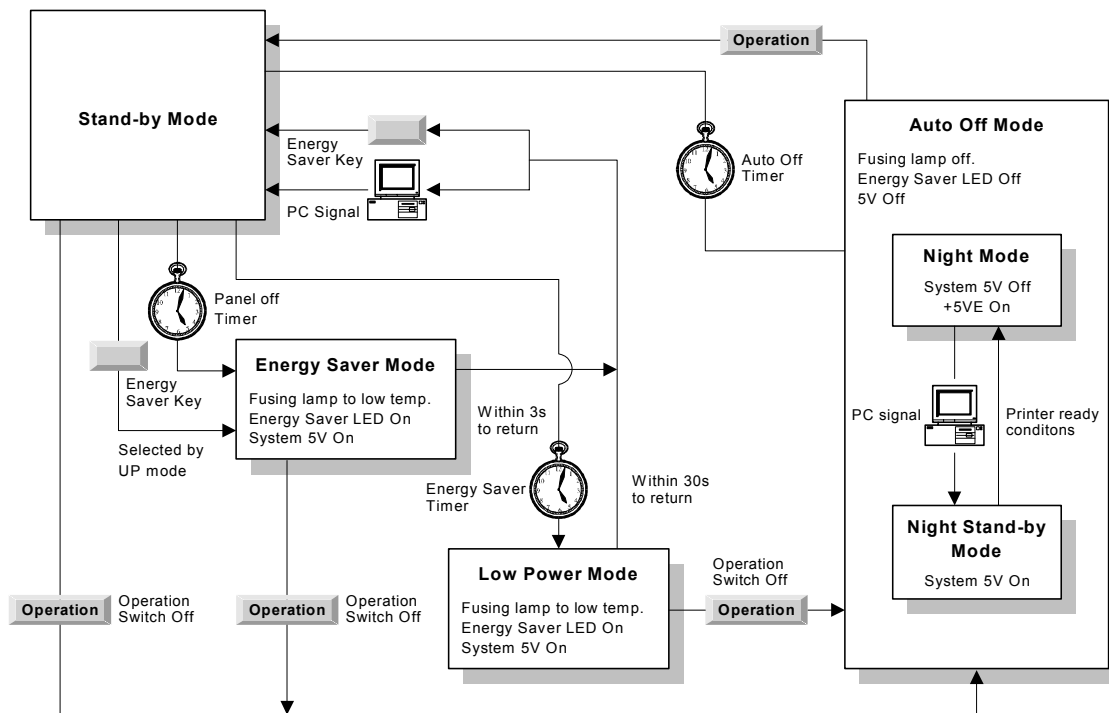 Operation
Stand-by Mode
Energy
Saver Key
PC Signal
Auto Off
Timer
Auto Off Mode
Fusing lamp off.
Energy Saver LED Off
5V Off
Night Mode
System 5V Off
+5VE On
PC signal
Printer ready
conditons
Night Stand-by
Mode
System 5V On
Panel off
Timer
Energy
Saver Key
Selected by
UP mode
Energy Saver Mode
Fusing lamp to low temp.
Energy Saver LED On
System 5V On
Within 3s
to return
Energy Saver
Timer
Within 30s
to return
Low Power Mode
Fusing lamp to low temp.
Energy Saver LED On
System 5V On
Operation
Switch Off
Operation
Operation
Operation
Switch Off
Operation
Operation
Switch Off